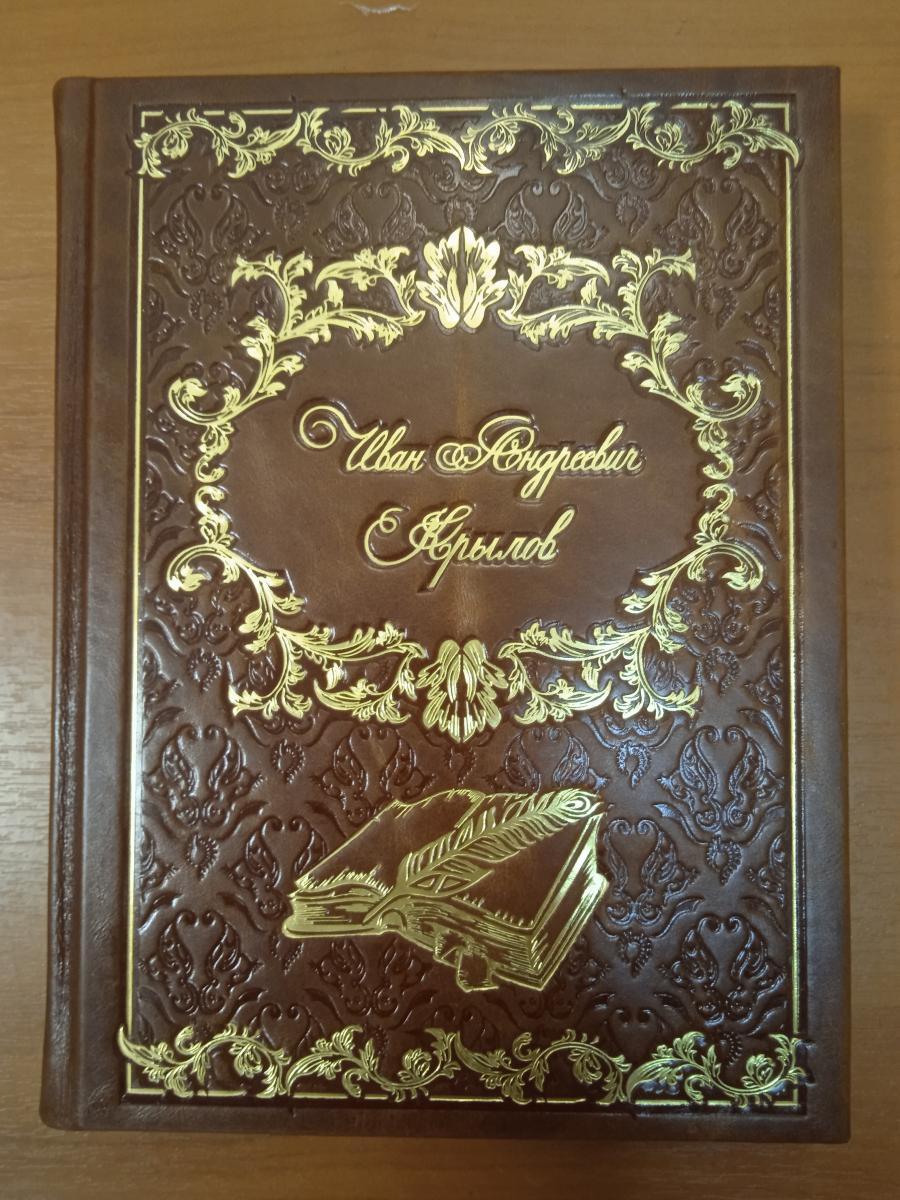 Иван Андреевич
Крылов